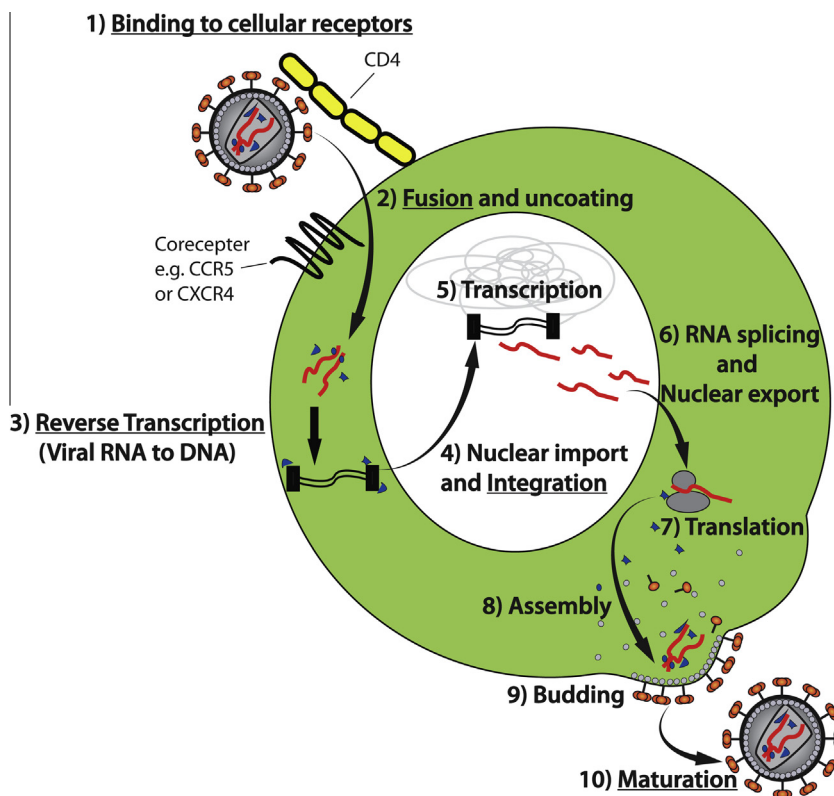 1) Binding to cellular receptors
CD4
2) Fusion and uncoating
Corecepter
e.g. CCR5
or CXCR4
5) Transcription
6) RNA splicing
and
Nuclear export
3) Reverse Transcription
(Viral RNA to DNA)
4) Nuclear import
and Integration
7) Translation
8) Assembly
9) Budding
10) Maturation